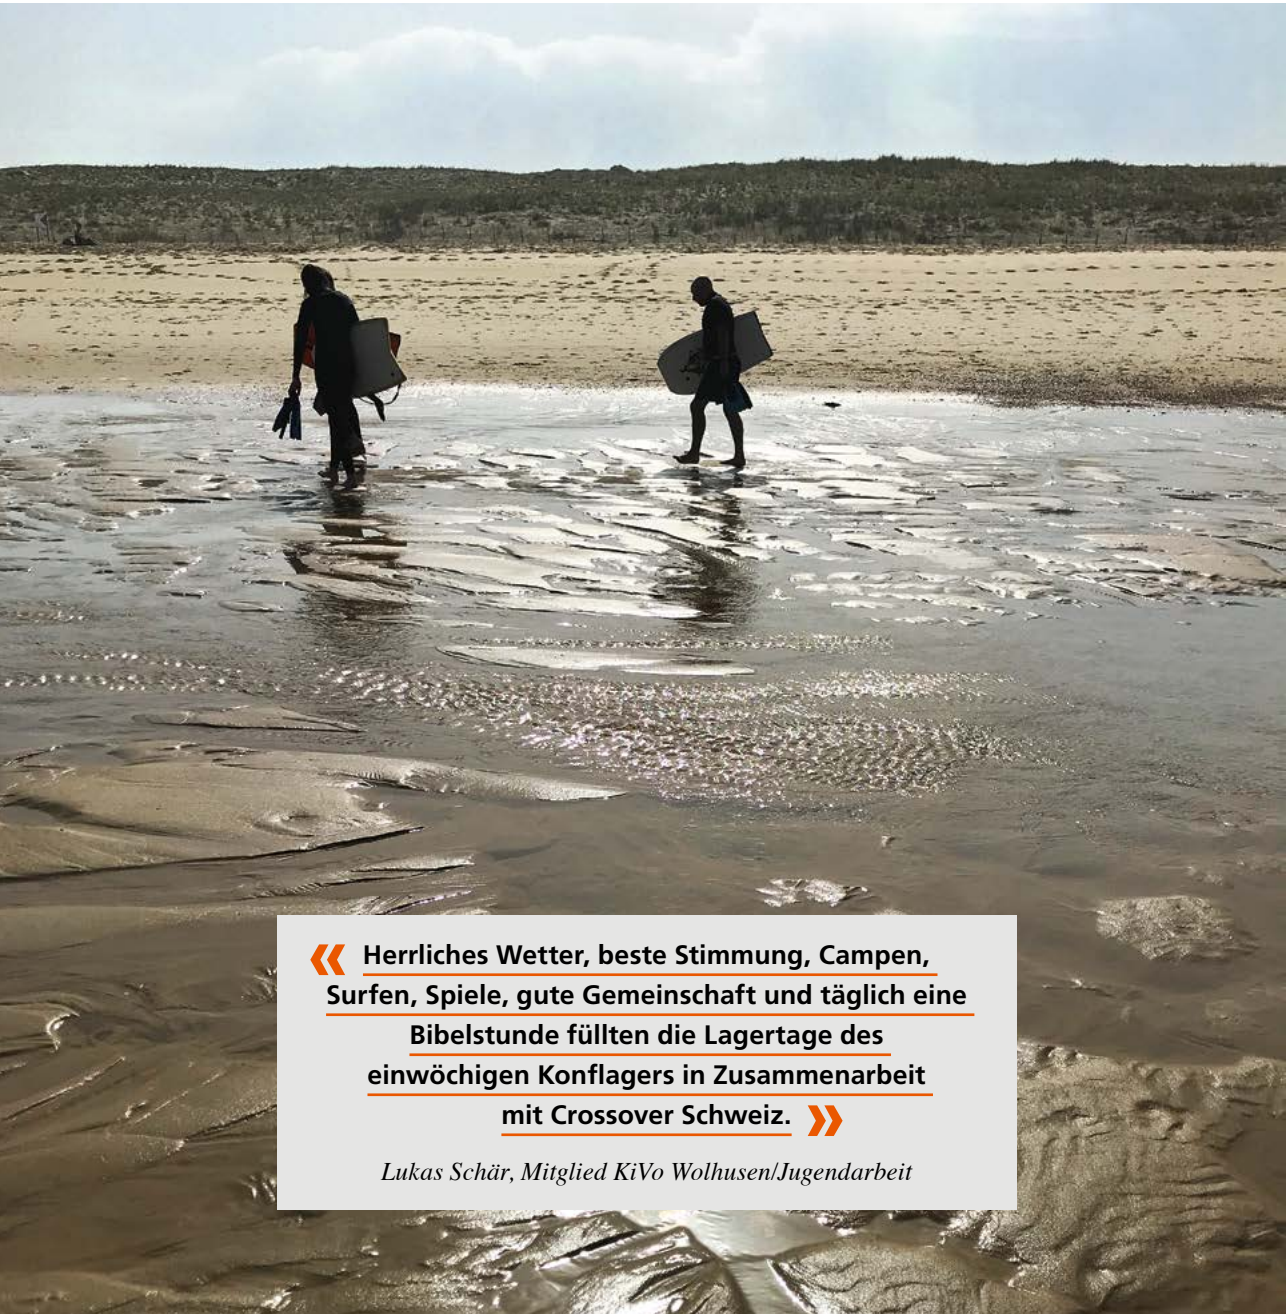 « Herrliches Wetter, beste Stimmung, Campen,
Surfen, Spiele, gute Gemeinschaft und täglich eine
Bibelstunde füllten die Lagertage des
einwöchigen Konflagers in Zusammenarbeit
mit Crossover Schweiz. »
Lukas Schär, Mitglied KiVo Wolhusen/Jugendarbeit